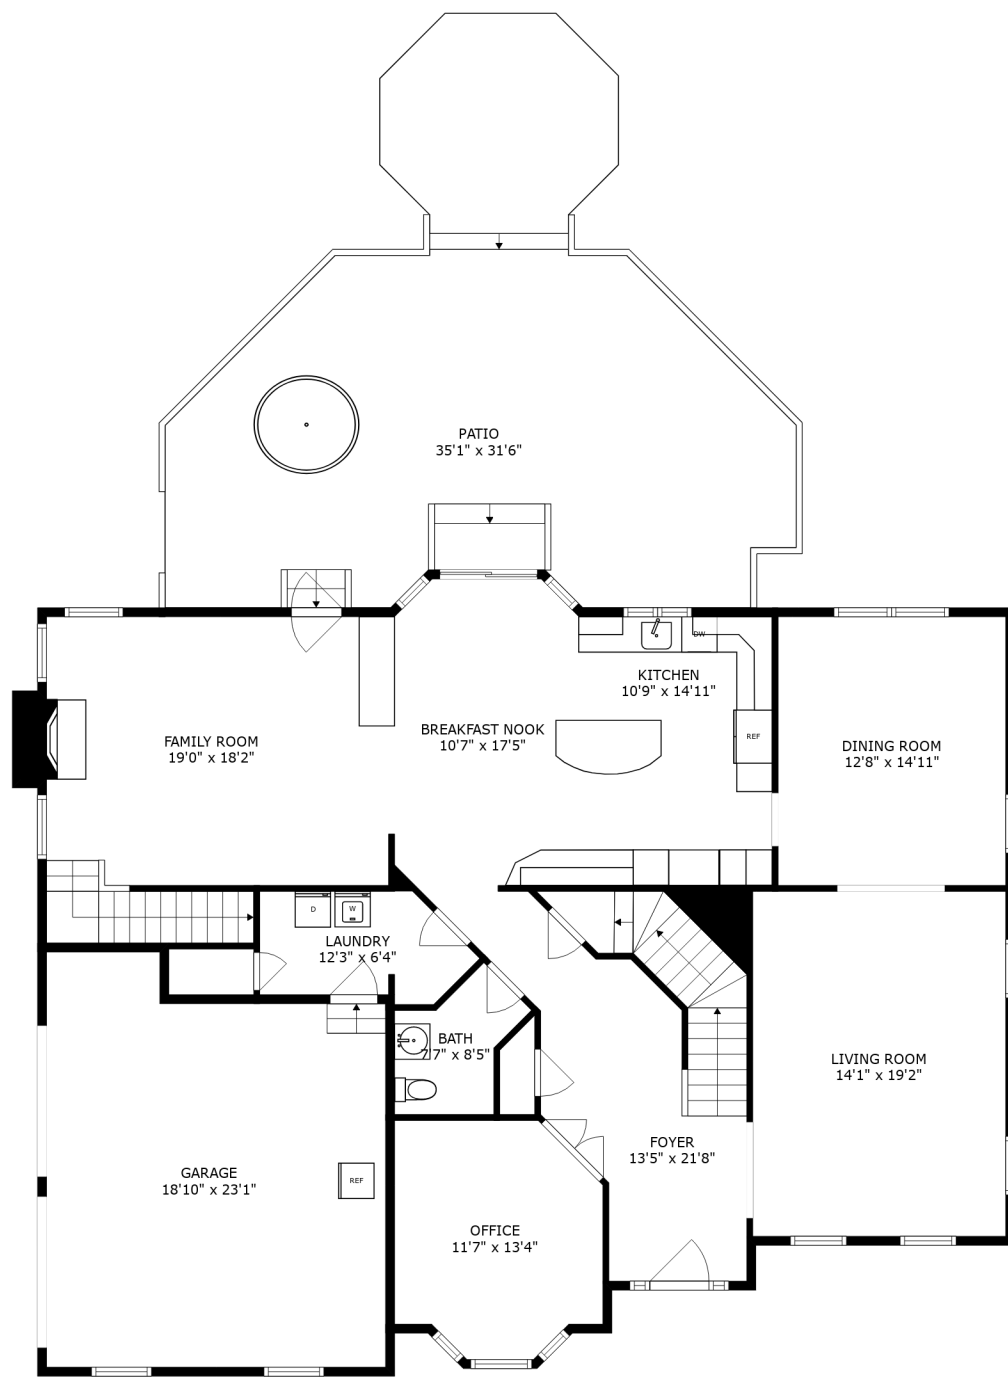 PATIO
35'1" x 31'6"
DW
KITCHEN
10'9" x 14'11"
BREAKFAST NOOK
10'7" x 17'5"
REF
FAMILY ROOM
19'0" x 18'2"
DINING ROOM
12'8" x 14'11"
D
W
LAUNDRY
12'3" x 6'4"
BATH
7'7" x 8'5"
LIVING ROOM
14'1" x 19'2"
FOYER
13'5" x 21'8"
GARAGE
18'10" x 23'1"
REF
OFFICE
11'7" x 13'4"